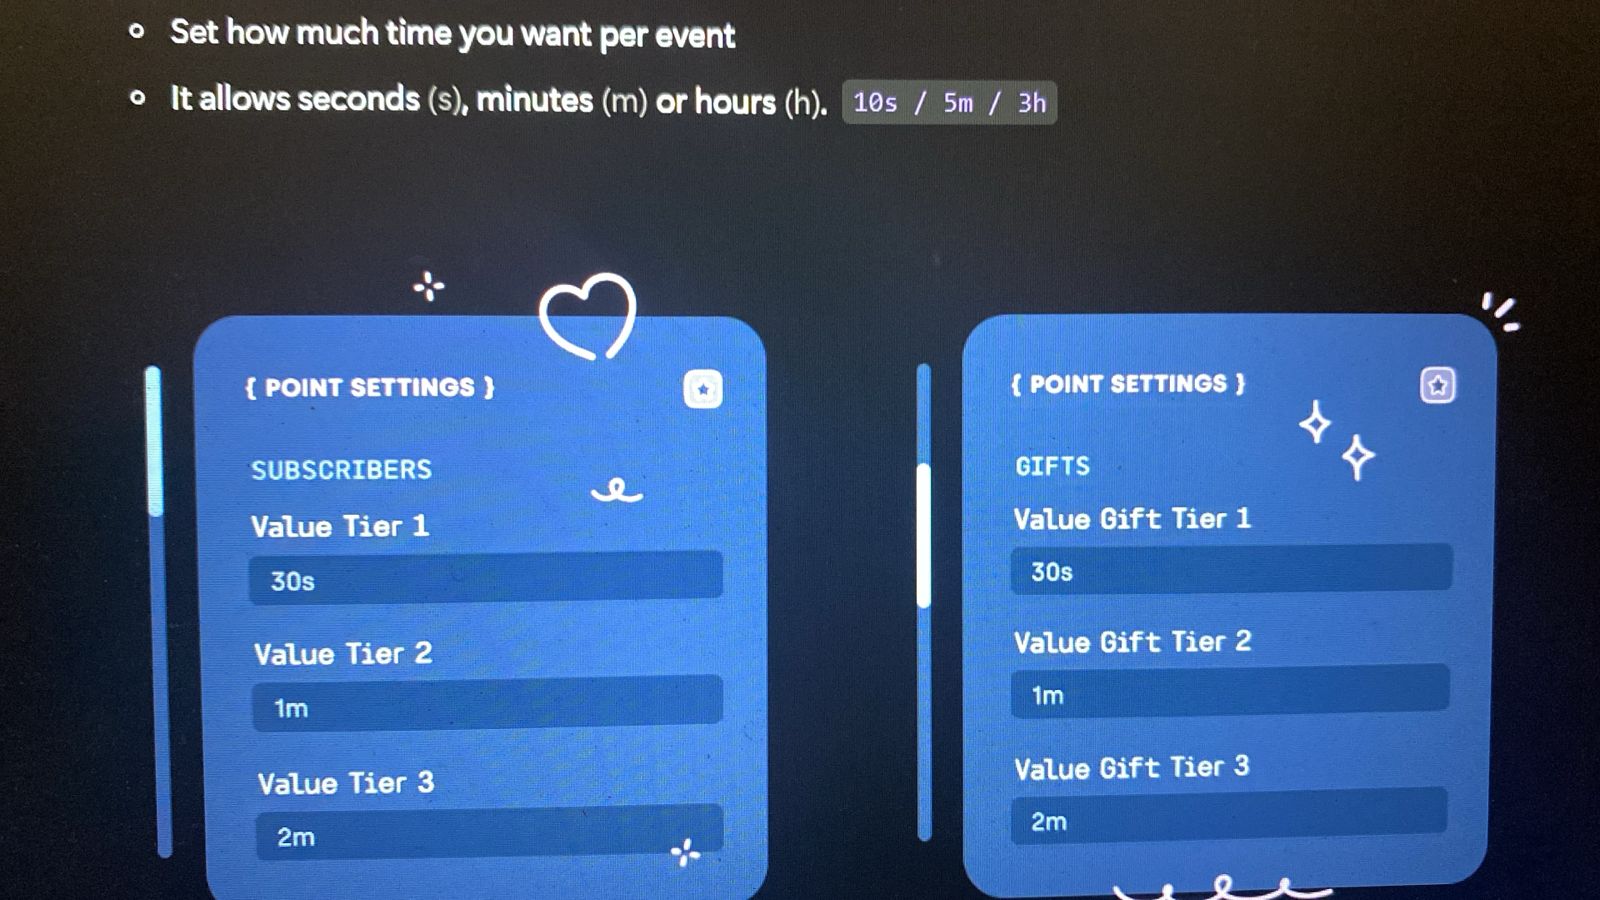 Set how much time you want per event
It allows seconds (s), minutes (m) or hours (h). 10s / 5m / 3h
{ POINT SETTINGS }
SUBSCRIBERS
Value Tier 1
30s
Value Tier 2
1m
Value Tier 3
2m
{ POINT SETTINGS }
GIFTS
Value Gift Tier 1
30s
Value Gift Tier 2
1m
Value Gift Tier 3
2m